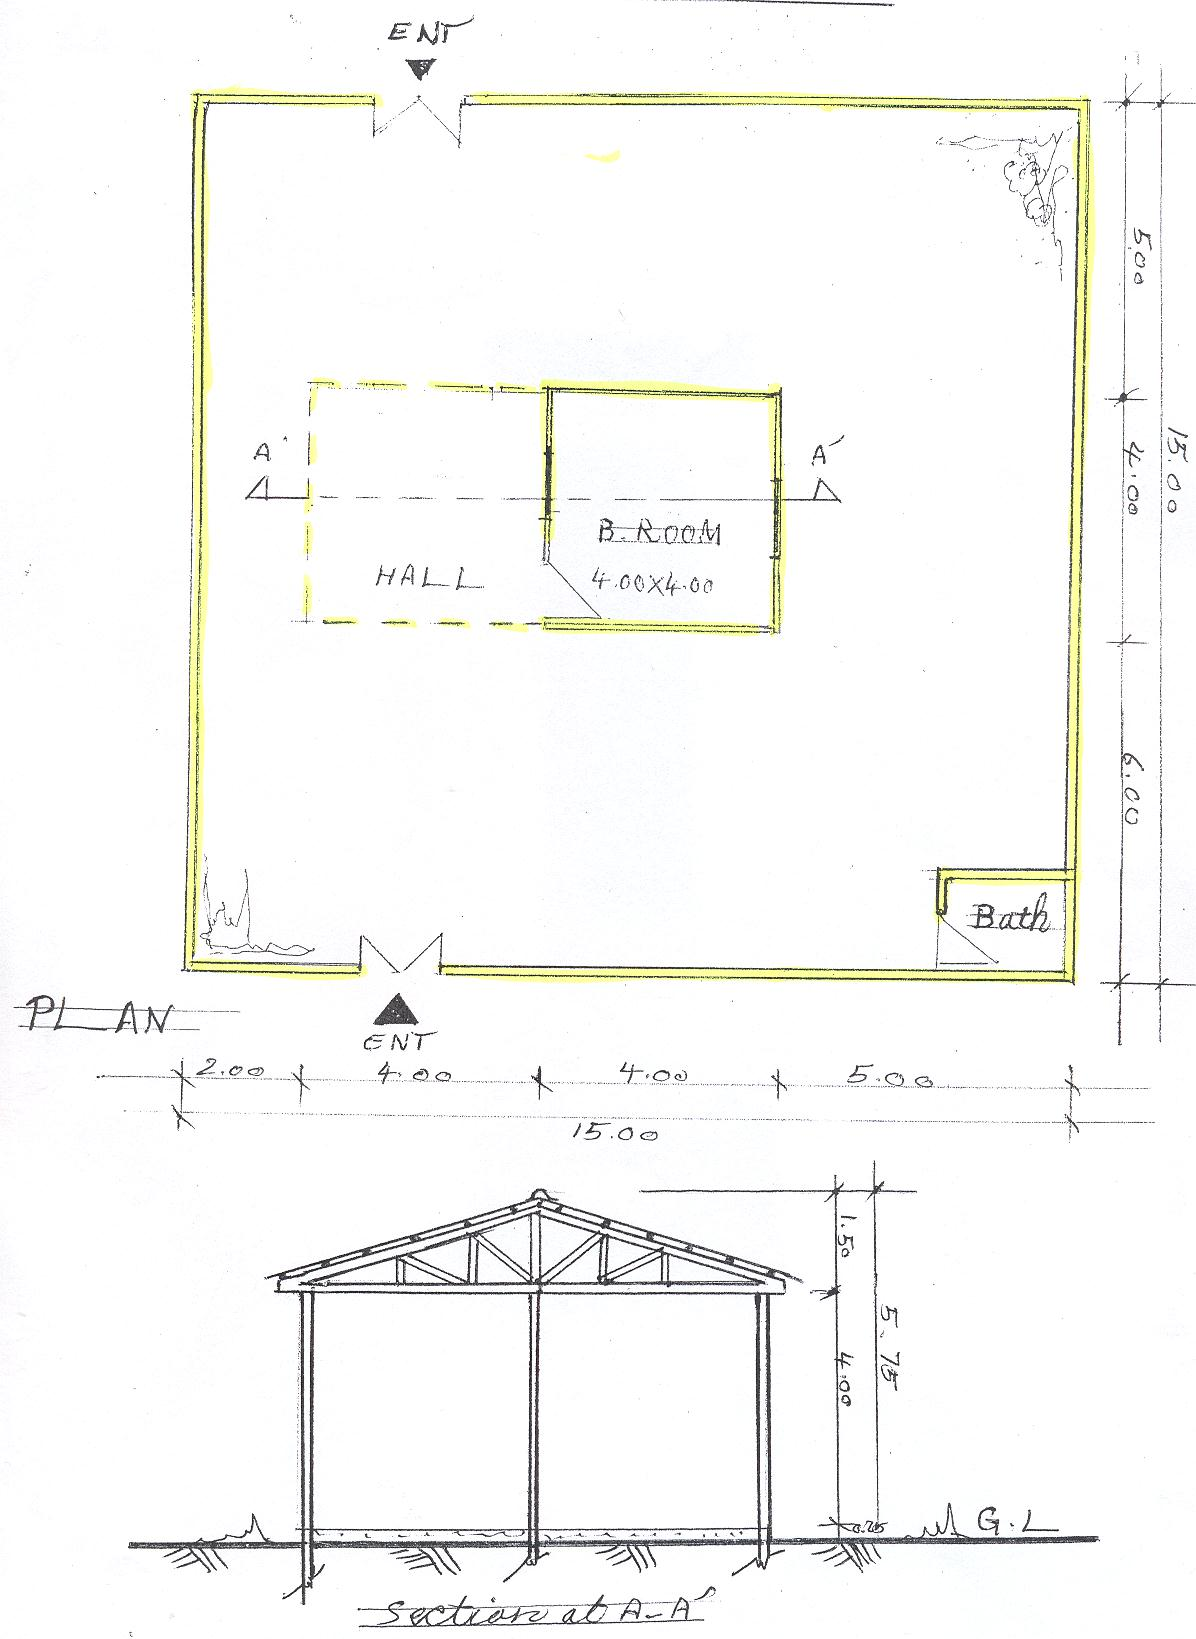 ENT
5.00
15.00
A'
A'
4.00
B.ROOM
HALL
4.00X4.00
6.00
Bath
PLAN
ENT
2.00
4.00
4.00
5.00
15.00
1.50
5.75
4.00
0.25
G.L
Section at A-A'